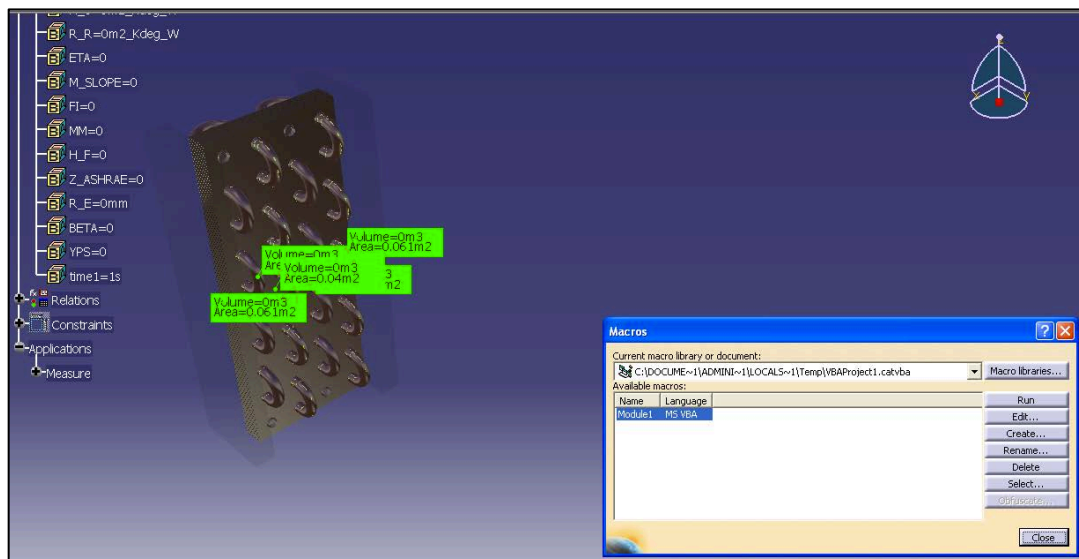 R_R=0m2_Kdeg_W
ETA=0
M_SLOPE=0
FI=0
MM=0
H_F=0
Z_ASHRAE=0
R_E=0mm
BETA=0
YPS=0
time1=1s
Relations
Constraints
Applications
Measure
Volume=0m3
Area=0.061m2
Volume=0m3
Volume=0m3
Area=0.04m2
3
m2
Volume=0m3
Area=0.061m2
Z
Y
Macros
Current macro library or document:
C:\DOCUME~1\ADMINI~1\LOCALS~1\Temp\VBAProject1.catvba
Macro libraries...
Available macros:
Name Language
Module1 MS VBA
Run
Edit...
Create...
Rename...
Delete
Select...
Obfuscate...
Close